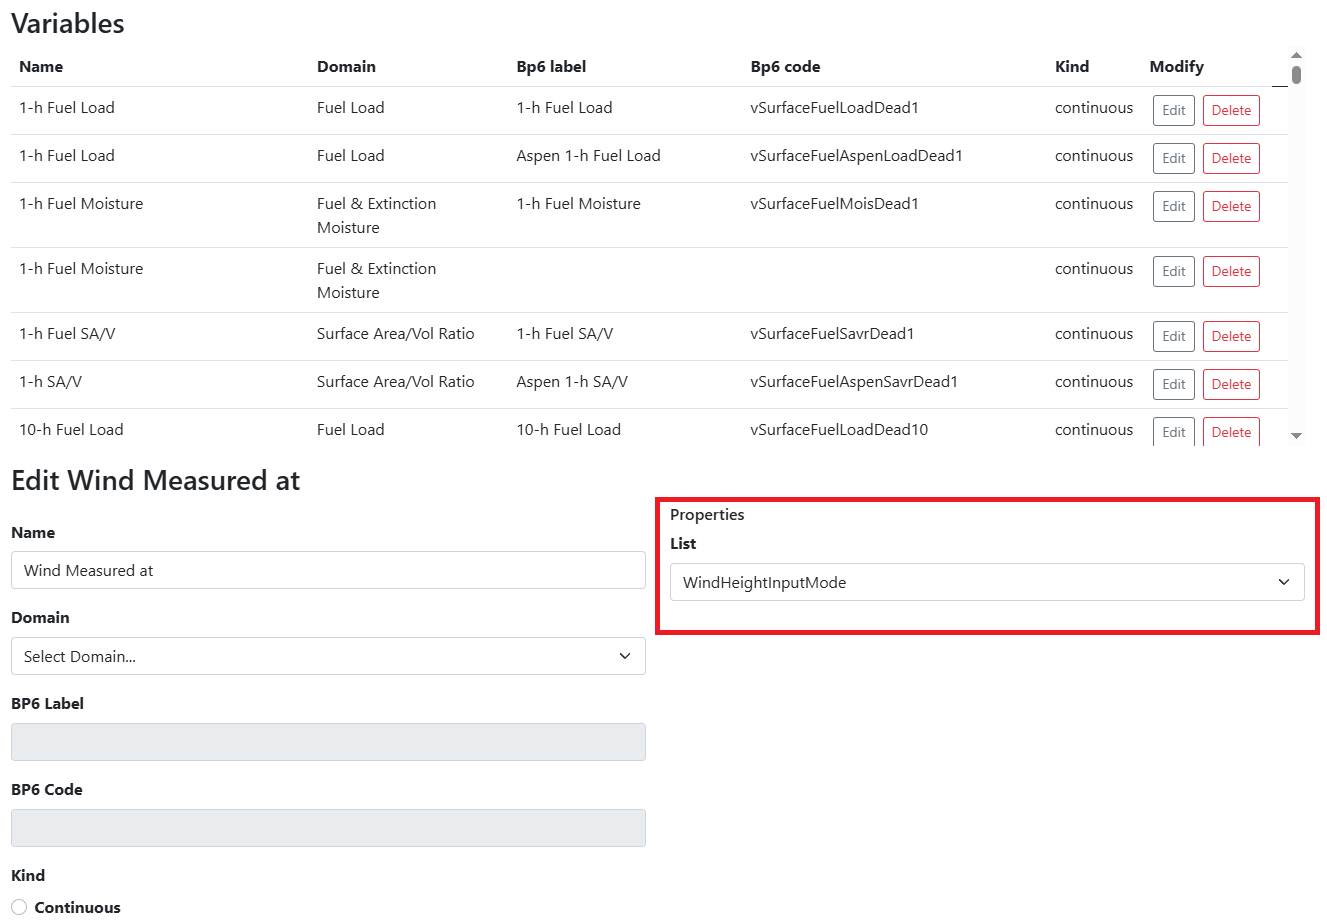 Variables
Name Domain Bp6 label Bp6 code Kind Modify
1-h Fuel Load Fuel Load 1-h Fuel Load vSurfaceFuelLoadDead1 continuous Edit Delete
1-h Fuel Load Fuel Load Aspen 1-h Fuel Load vSurfaceFuelAspenLoadDead1 continuous Edit Delete
1-h Fuel Moisture Fuel & Extinction 1-h Fuel Moisture vSurfaceFuelMoisDead1 continuous Edit Delete
Moisture
1-h Fuel Moisture Fuel & Extinction continuous Edit Delete
Moisture
1-h Fuel SA/V Surface Area/Vol Ratio 1-h Fuel SA/V vSurfaceFuelSavrDead1 continuous Edit Delete
1-h SA/V Surface Area/Vol Ratio Aspen 1-h SA/V vSurfaceFuelAspenSavrDead1 continuous Edit Delete
10-h Fuel Load Fuel Load 10-h Fuel Load vSurfaceFuelLoadDead10 continuous Edit Delete
Edit Wind Measured at
Name
Wind Measured at
Domain
Select Domain...
BP6 Label
BP6 Code
Kind
Continuous
Properties
List
WindHeightInputMode